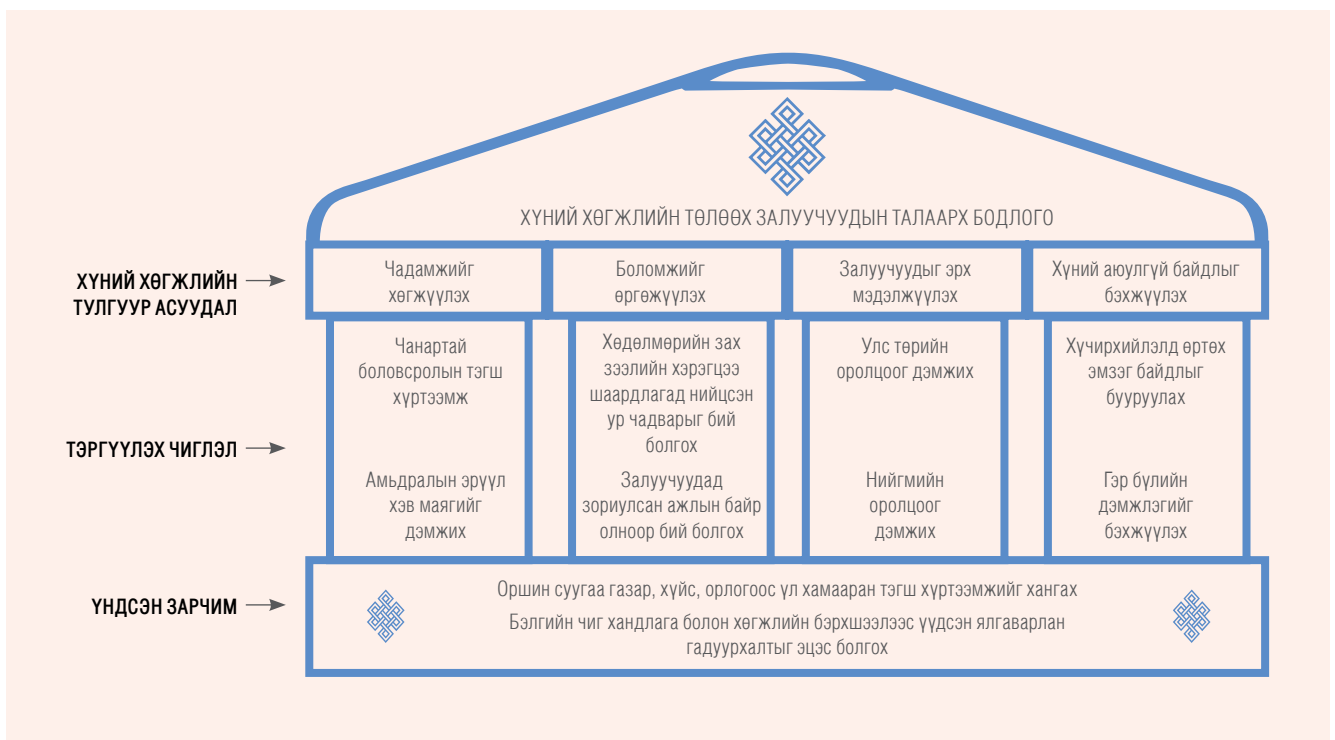 ХҮНИЙ ХӨГЖЛИЙН ТӨЛӨӨХ ЗАЛУУЧУУДЫН ТАЛААРХ БОДЛОГО
ХҮНИЙ ХӨГЖЛИЙН
ТУЛГУУР АСУУДАЛ
Чадамжийг
хөгжүүлэх
Боломжийг
өргөжүүлэх
Залуучуудыг эрх
мэдэлжүүлэх
Хүний аюулгүй байдлыг
бэхжүүлэх
ТЭРГҮҮЛЭХ ЧИГЛЭЛ
Чанартай
боловсролын тэгш
хүртээмж
Амьдралын эрүүл
хэв маягийг
дэмжих
Хөдөлмөрийн зах
зээлийн хэрэгцээ
шаардлагад нийцсэн
ур чадварыг бий
болгох
Залуучуудад
зориулсан ажлын байр
олноор бий болгох
Улс төрийн
оролцоог дэмжих
Нийгмийн
оролцоог
дэмжих
Хүчирхийлэлд өртөх
эмзэг байдлыг
бууруулах
Гэр бүлийн
дэмжлэгийг
бэхжүүлэх
ҮНДСЭН ЗАРЧИМ
Оршин суугаа газар, хүйс, орлогоос үл хамааран тэгш хүртээмжийг хангах
Бэлгийн чиг хандлага болон хөгжлийн бэрхшээлээс үүдсэн ялгаварлан
гадуурхалтыг эцэс болгох